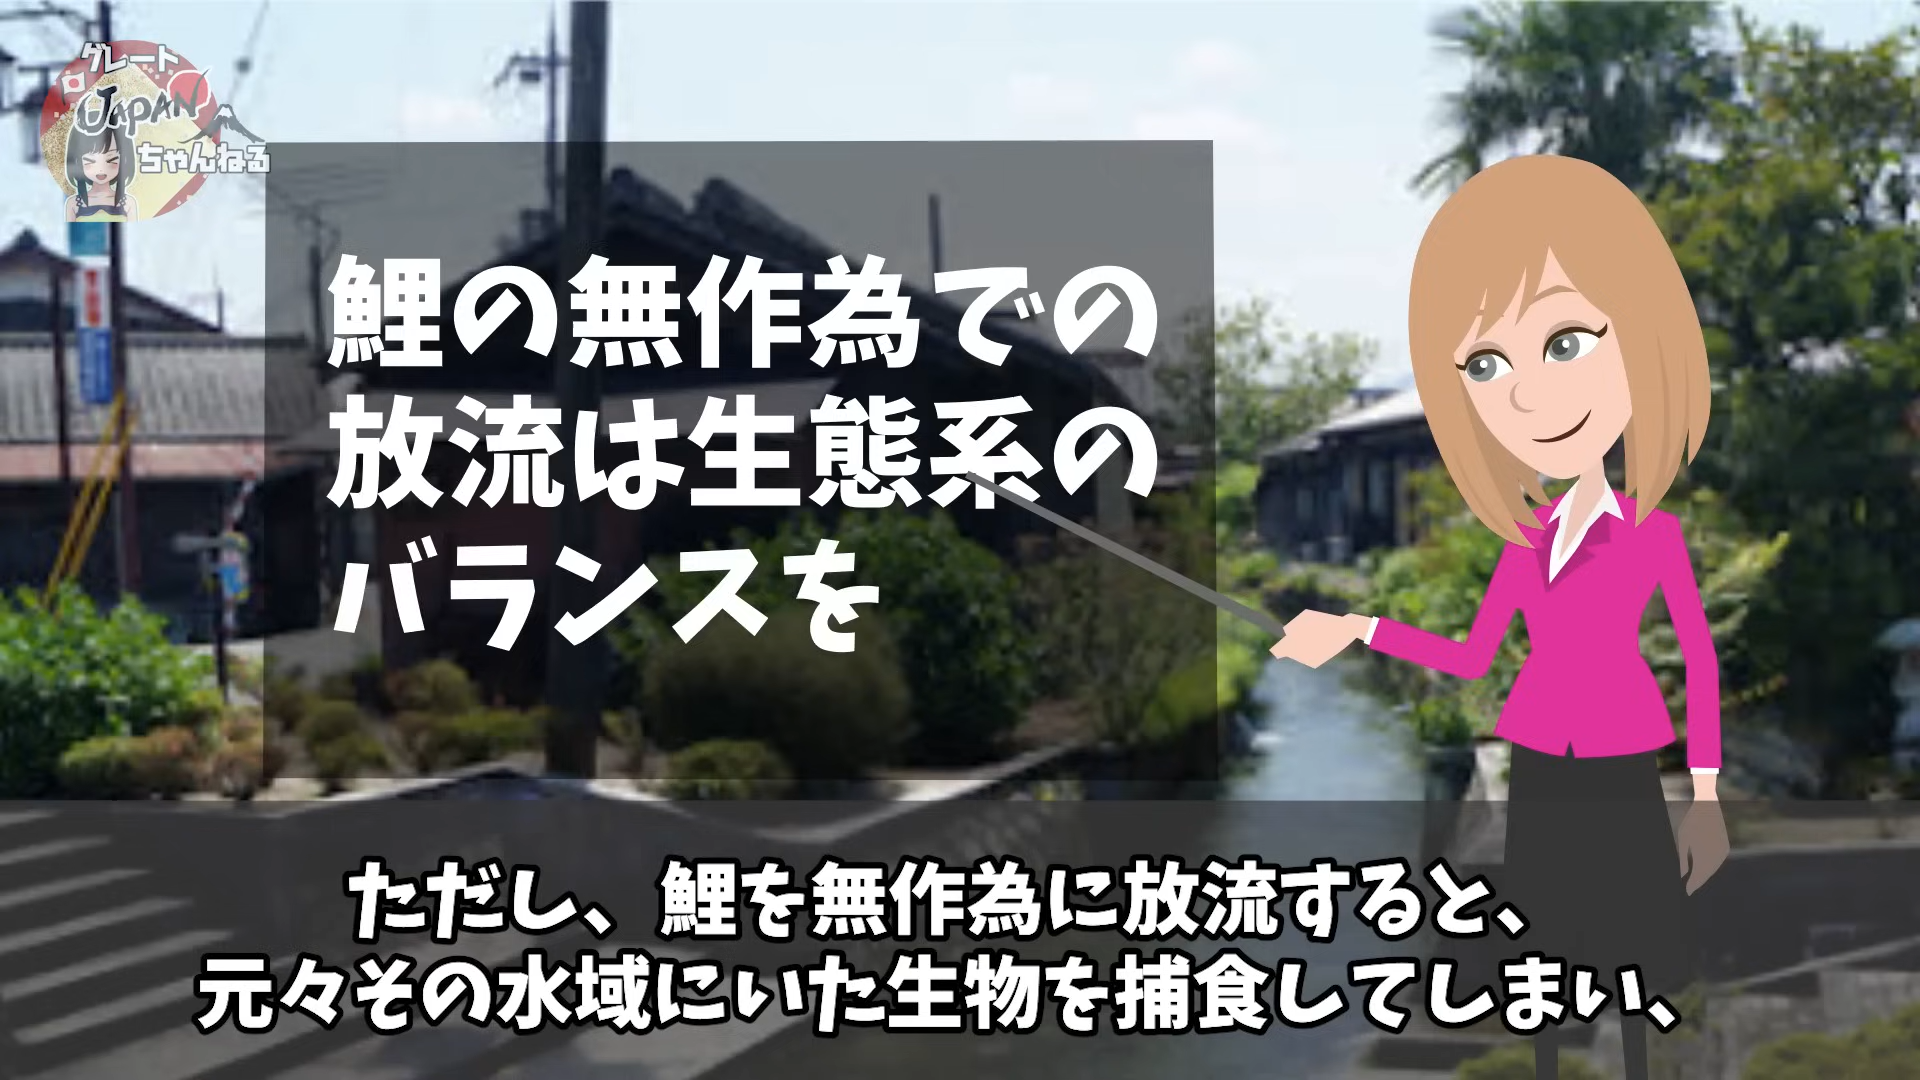 グレート
JAPAN
ちゃんねる
鯉の無作為での
放流は生態系の
バランスを
ただし、鯉を無作為に放流すると、
元々その水域にいた生物を捕食してしまい、